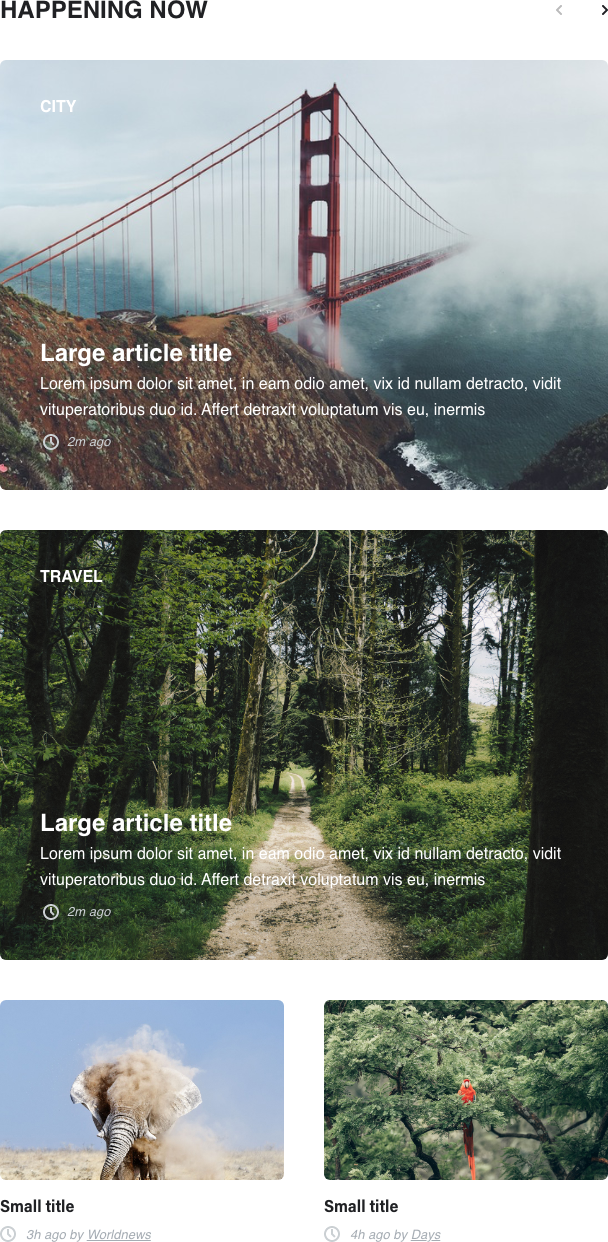 HAPPENING NOW
CITY
Large article title
Lorem ipsum dolor sit amet, in eam odio amet, vix id nullam detracto, vidit
vituperatoribus duo id. Affert detraxit voluptatum vis eu, inermis
2m ago
TRAVEL
Large article title
Lorem ipsum dolor sit amet, in eam odio amet, vix id nullam detracto, vidit
vituperatoribus duo id. Affert detraxit voluptatum vis eu, inermis
2m ago
Small title
3h ago by Worldnews
Small title
4h ago by Days